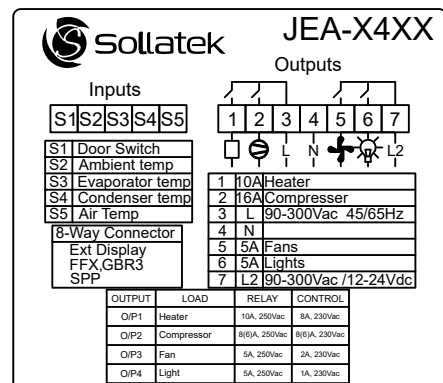 Sollatek
JEA-X4XX
Inputs
Outputs
S1 S2 S3 S4 S5
1 2 3 4 5 6 7
L N L2
S1 Door Switch
S2 Ambient temp
S3 Evaporator temp
S4 Condenser temp
S5 Air Temp
8-Way Connector
Ext Display
FFX,GBR3
SPP
1 10A Heater
2 16A Compresser
3 L 90-300Vac 45/65Hz
4 N
5 5A Fans
6 5A Lights
7 L2 90-300Vac /12-24Vdc
OUTPUT LOAD RELAY CONTROL
O/P1 Heater 10A, 250Vac 8A, 230Vac
O/P2 Compressor 8(6)A, 250Vac 8(6)A, 230Vac
O/P3 Fan 5A, 250Vac 2A, 230Vac
O/P4 Light 5A, 250Vac 1A, 230Vac